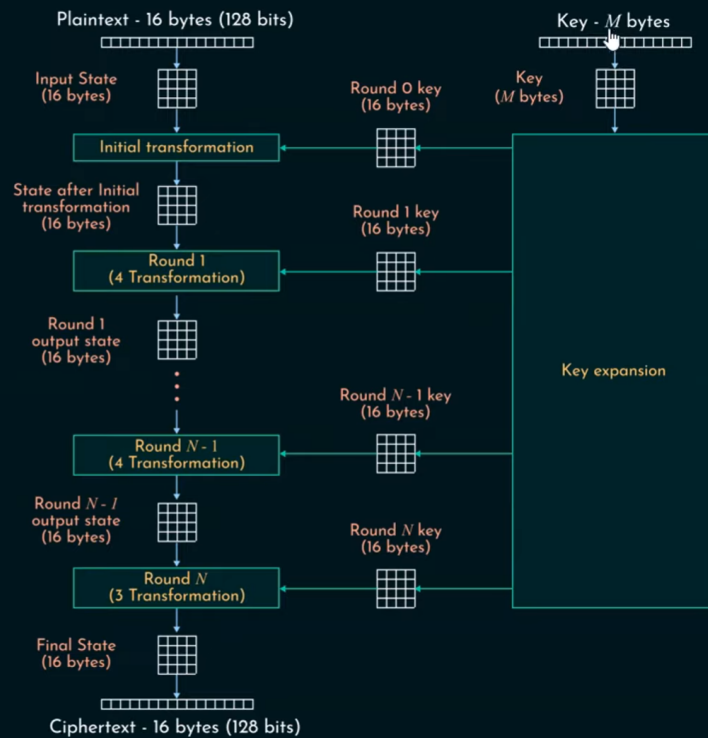 Plaintext - 16 bytes (128 bits)
Key - M bytes
Input State
(16 bytes)
Key
(M bytes)
Round 0 key
(16 bytes)
Initial transformation
State after Initial
transformation
(16 bytes)
Round 1 key
(16 bytes)
Round 1
(4 Transformation)
Round 1
output state
(16 bytes)
Key expansion
Round N - 1 key
(16 bytes)
Round N - 1
(4 Transformation)
Round N - 1
output state
(16 bytes)
Round N key
(16 bytes)
Round N
(3 Transformation)
Final State
(16 bytes)
Ciphertext - 16 bytes (128 bits)